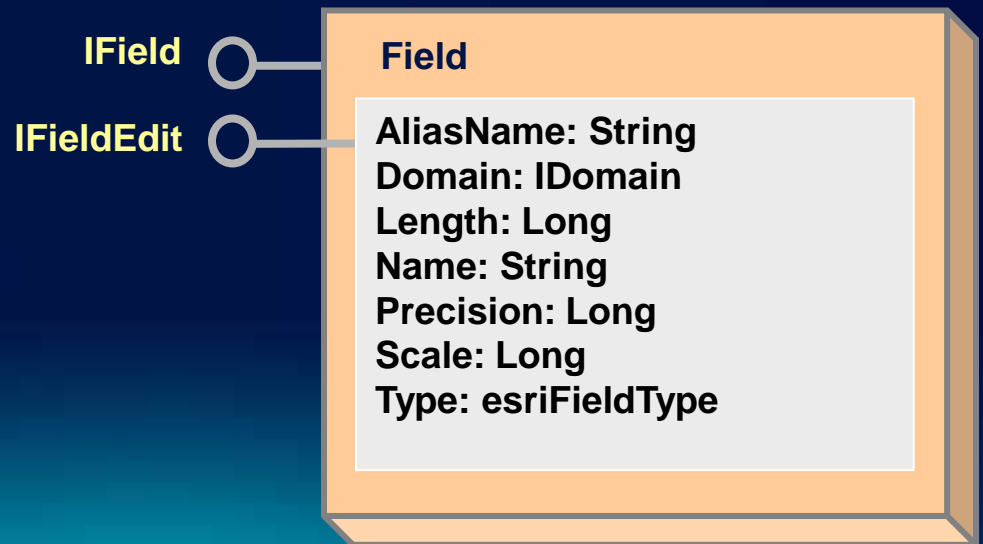 IField
IFieldEdit
Field
AliasName: String
Domain: IDomain
Length: Long
Name: String
Precision: Long
Scale: Long
Type: esriFieldType